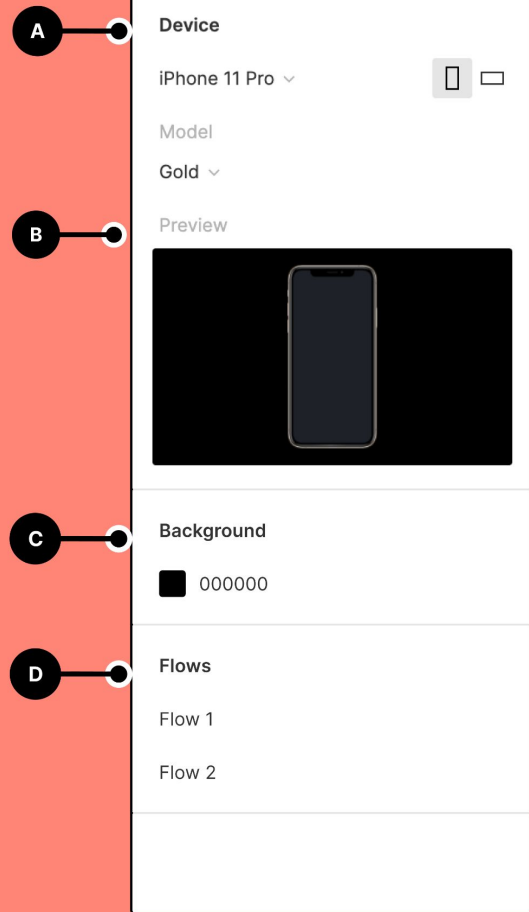 A
Device
iPhone 11 Pro
Model
Gold
B
Preview
C
Background
000000
D
Flows
Flow 1
Flow 2